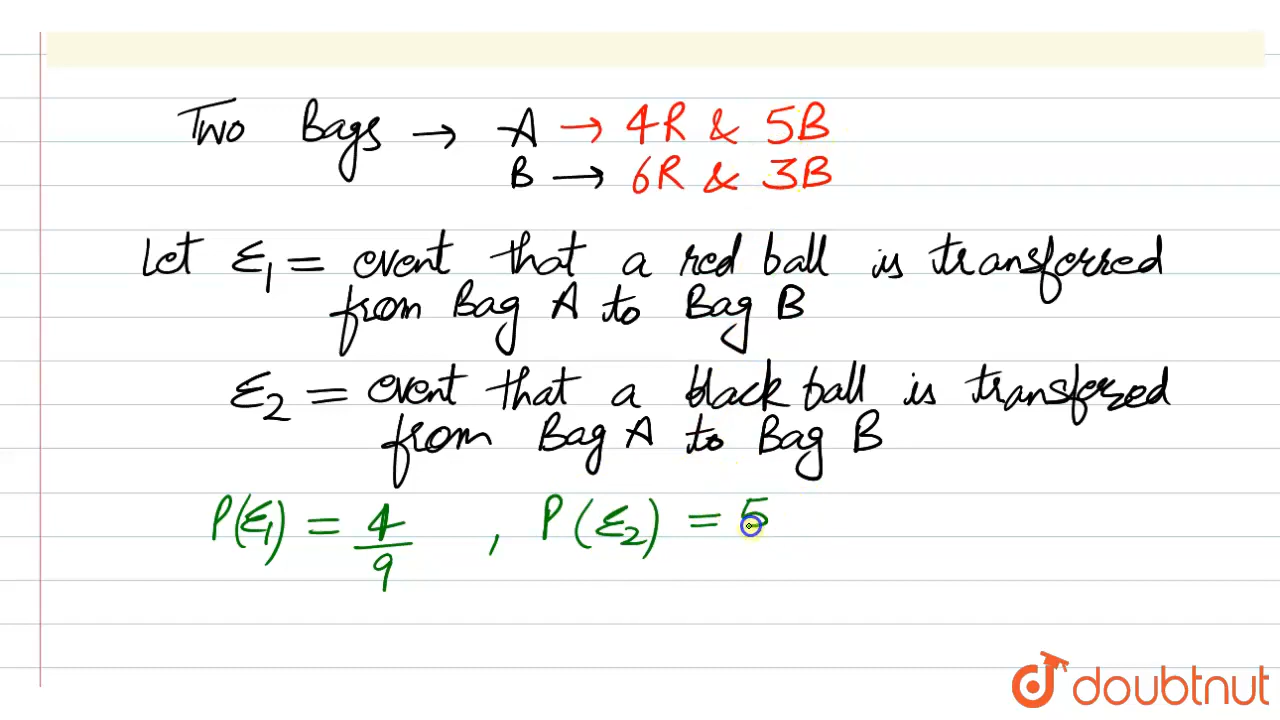 Two Bags → A → 4R & 5B
B → 6R & 3B
Let E1 = event that a red ball is transferred
from Bag A to Bag B
E2 = event that a black ball is transferred
from Bag A to Bag B
P(E1) = 4/9 , P(E2) = 5
doubtnut